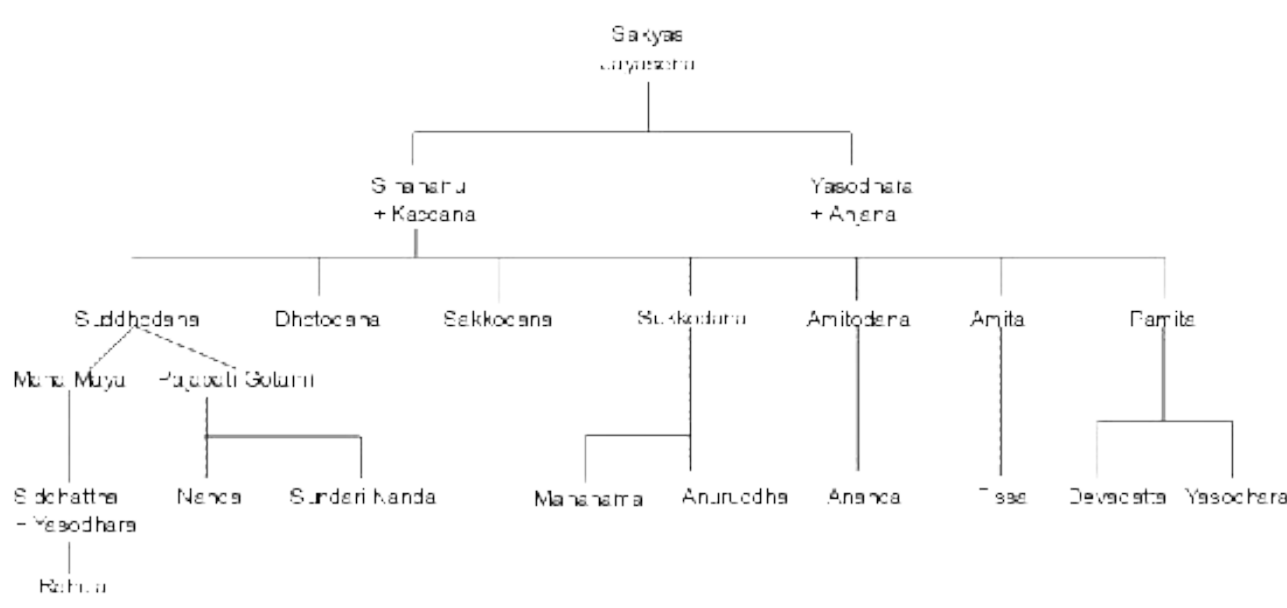 Sakyas
Jayasena
Sihahanu
+ Kaccana
Yasodhara
+ Anjana
Suddhodana
Dhotodana
Sakkodana
Sukkodana
Amitodana
Amita
Pamita
Maha Maya
Pajapati Gotami
Siddhattha
+ Yasodhara
Nanda
Sundari Nanda
Mahanama
Anuruddha
Ananda
Tissa
Devadatta
Yasodhara
Rahula